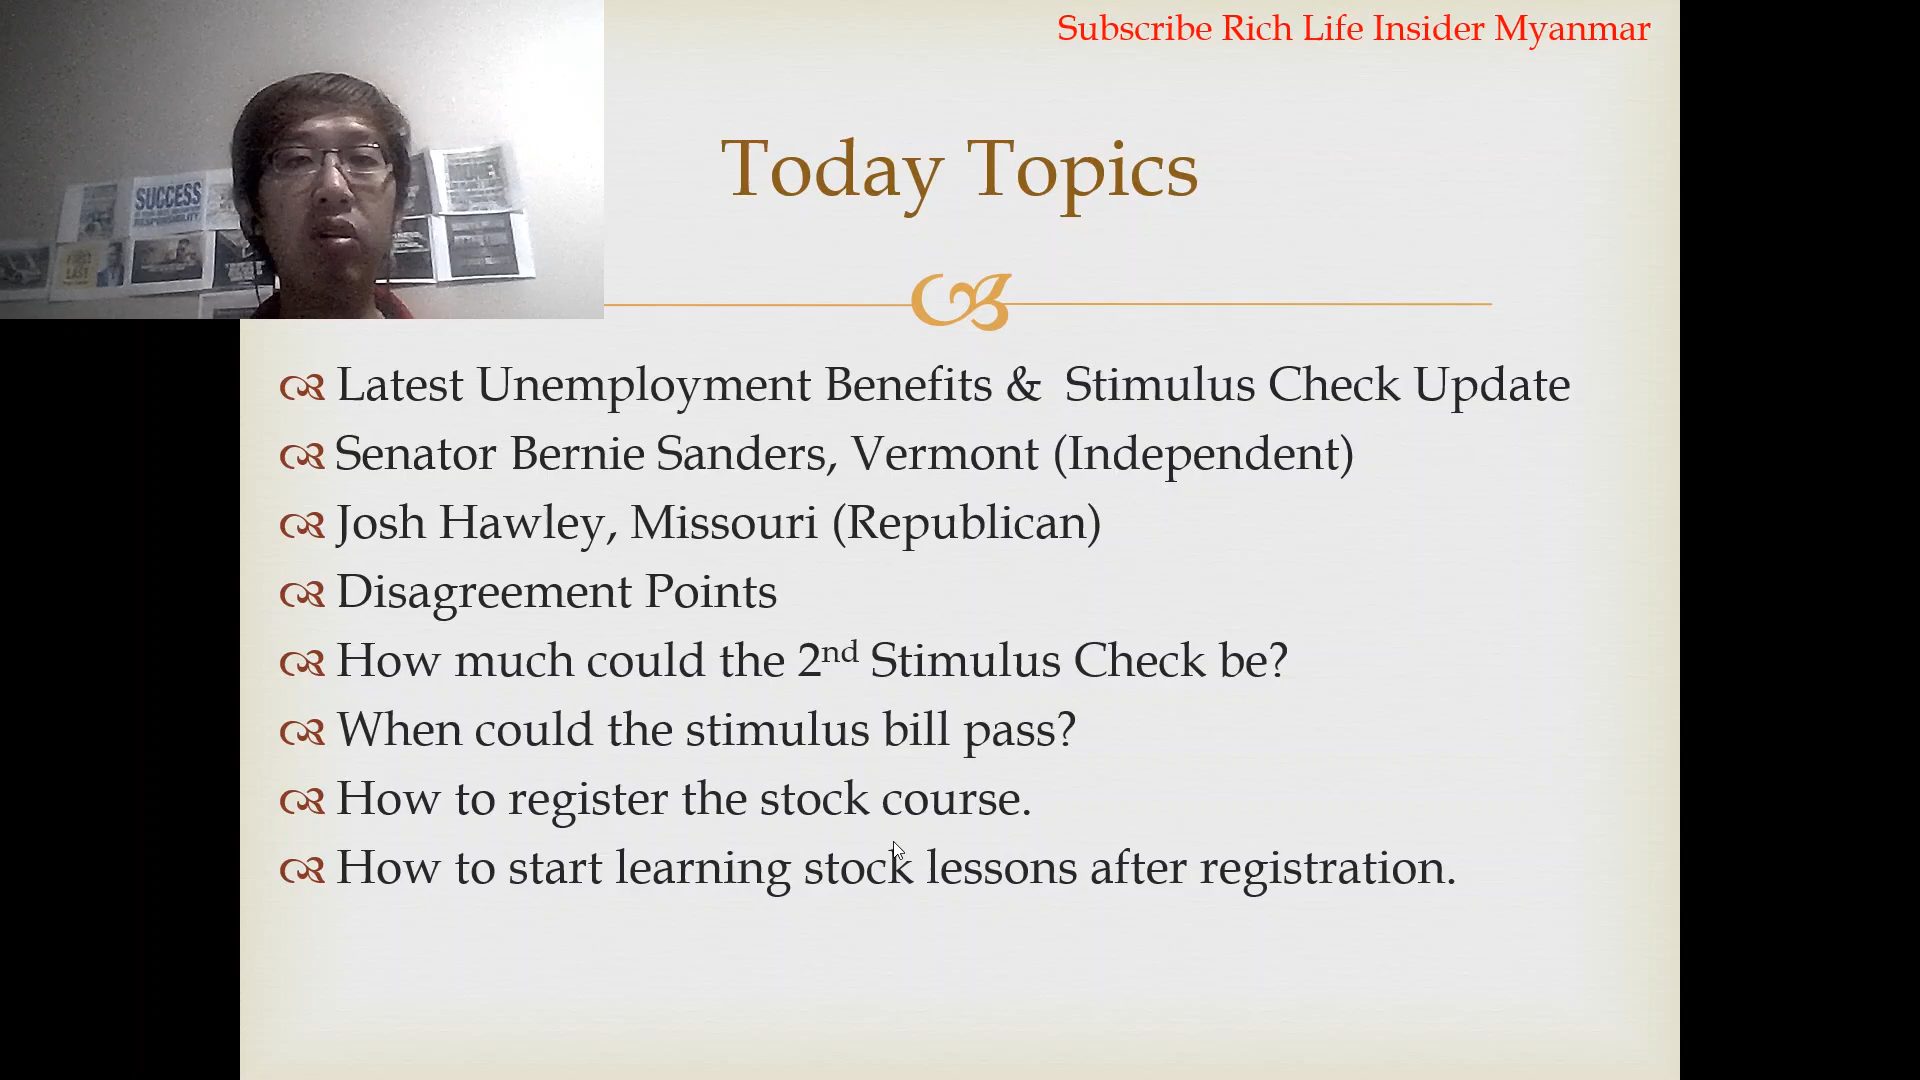 Subscribe Rich Life Insider Myanmar
SUCCESS
RESPONSIBILITY
Today Topics
Latest Unemployment Benefits &  Stimulus Check Update
Senator Bernie Sanders, Vermont (Independent)
Josh Hawley, Missouri (Republican)
Disagreement Points
How much could the 2nd Stimulus Check be?
When could the stimulus bill pass?
How to register the stock course.
How to start learning stock lessons after registration.